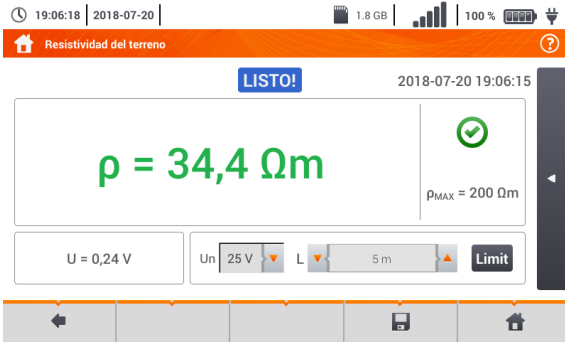 19:06:18 2018-07-20 1.8 GB 100 %
Resistividad del terreno ?
LISTO! 2018-07-20 19:06:15
ρ = 34,4 Ωm
ρMAX = 200 Ωm
U = 0,24 V Un 25 V L 5 m Limit